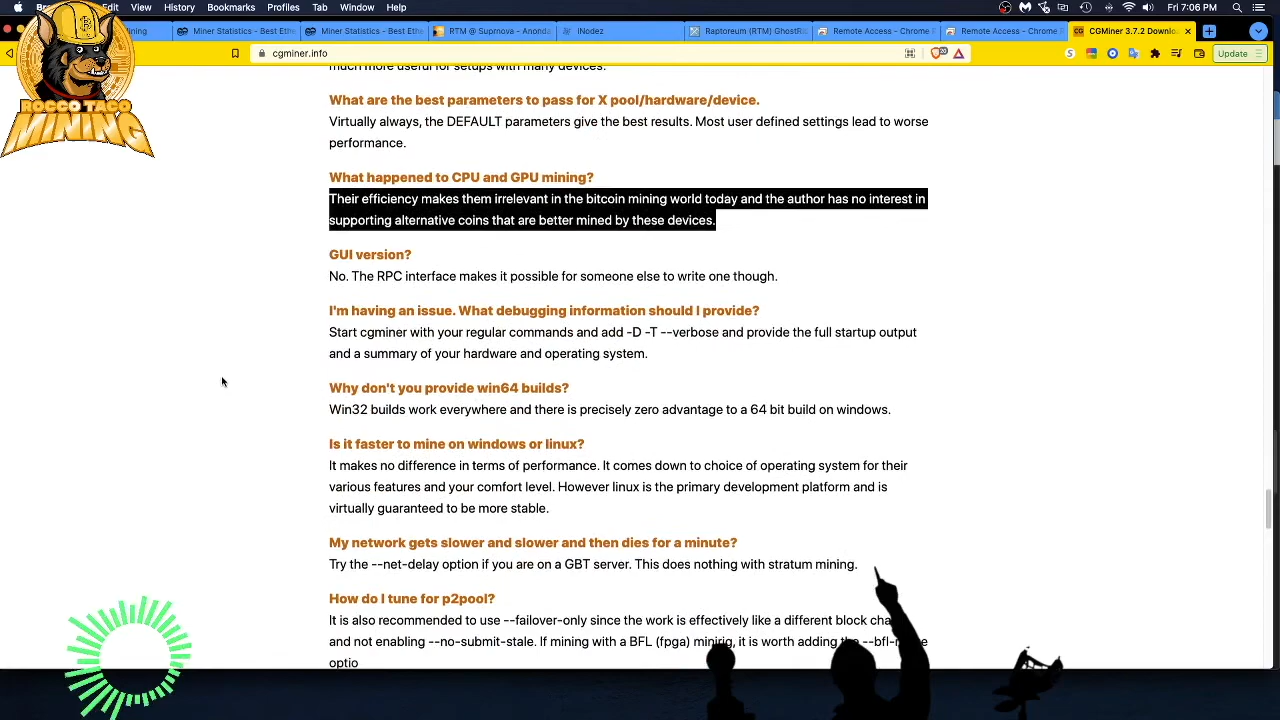 Edit View History Bookmarks Profiles Tab Window Help
Fri 7:06 PM
Mining
Miner Statistics - Best Ethe
Miner Statistics - Best Ethe
RTM @ Suprnova - Anonda
iNodez
Raptoreum (RTM) GhostRi
Remote Access - Chrome
Remote Access - Chrome
CGMiner 3.7.2 Downlo
cgminer.info
20
Update
ROCCO TACO
MINING
much more useful for setups with many devices.
What are the best parameters to pass for X pool/hardware/device.
Virtually always, the DEFAULT parameters give the best results. Most user defined settings lead to worse
performance.
What happened to CPU and GPU mining?
Their efficiency makes them irrelevant in the bitcoin mining world today and the author has no interest in
supporting alternative coins that are better mined by these devices.
GUI version?
No. The RPC interface makes it possible for someone else to write one though.
I'm having an issue. What debugging information should I provide?
Start cgminer with your regular commands and add -D -T --verbose and provide the full startup output
and a summary of your hardware and operating system.
Why don't you provide win64 builds?
Win32 builds work everywhere and there is precisely zero advantage to a 64 bit build on windows.
Is it faster to mine on windows or linux?
It makes no difference in terms of performance. It comes down to choice of operating system for their
various features and your comfort level. However linux is the primary development platform and is
virtually guaranteed to be more stable.
My network gets slower and slower and then dies for a minute?
Try the --net-delay option if you are on a GBT server. This does nothing with stratum mining.
How do I tune for p2pool?
It is also recommended to use --failover-only since the work is effectively like a different block cha
and not enabling --no-submit-stale. If mining with a BFL (fpga) minirig, it is worth adding the --bfl-
optio